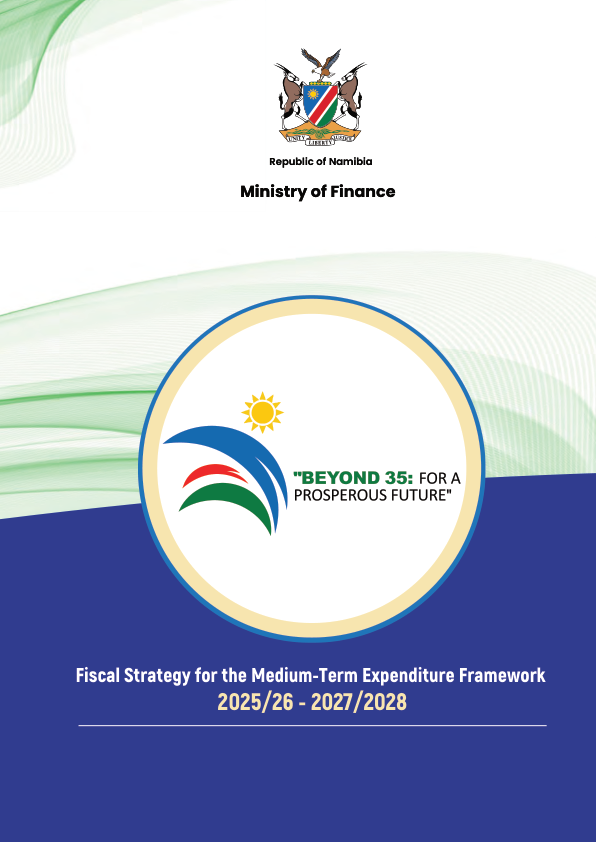 UNITY LIBERTY JUSTICE
Republic of Namibia
Ministry of Finance
"BEYOND 35: FOR A
PROSPEROUS FUTURE"
Fiscal Strategy for the Medium-Term Expenditure Framework
2025/26 - 2027/2028